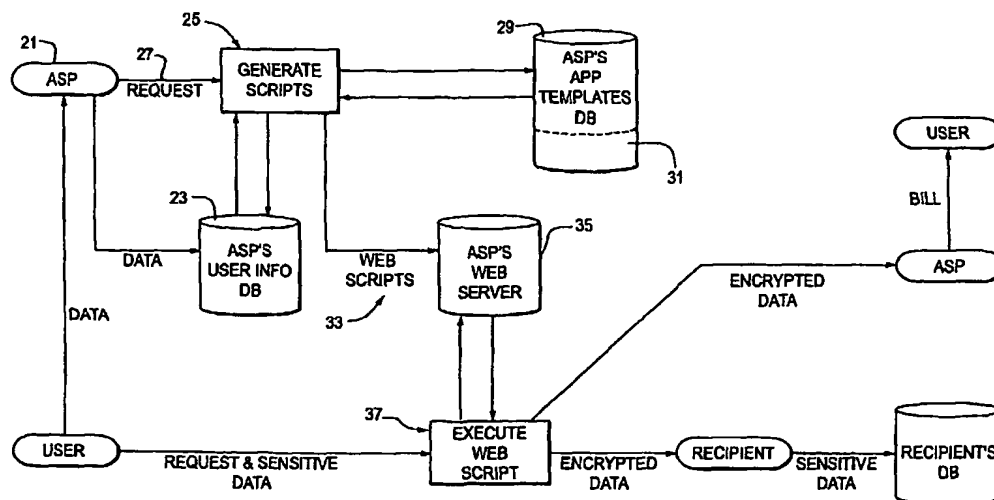 25
29
21
27
ASP
REQUEST
GENERATE
SCRIPTS
ASP'S
APP
TEMPLATES
DB
31
USER
BILL
23
35
DATA
ASP'S
USER INFO
DB
WEB
SCRIPTS
33
ASP'S
WEB
SERVER
ENCRYPTED
DATA
ASP
DATA
37
USER
REQUEST & SENSITIVE
DATA
EXECUTE
WEB
SCRIPT
ENCRYPTED
DATA
RECIPIENT
SENSITIVE
DATA
RECIPIENT'S
DB